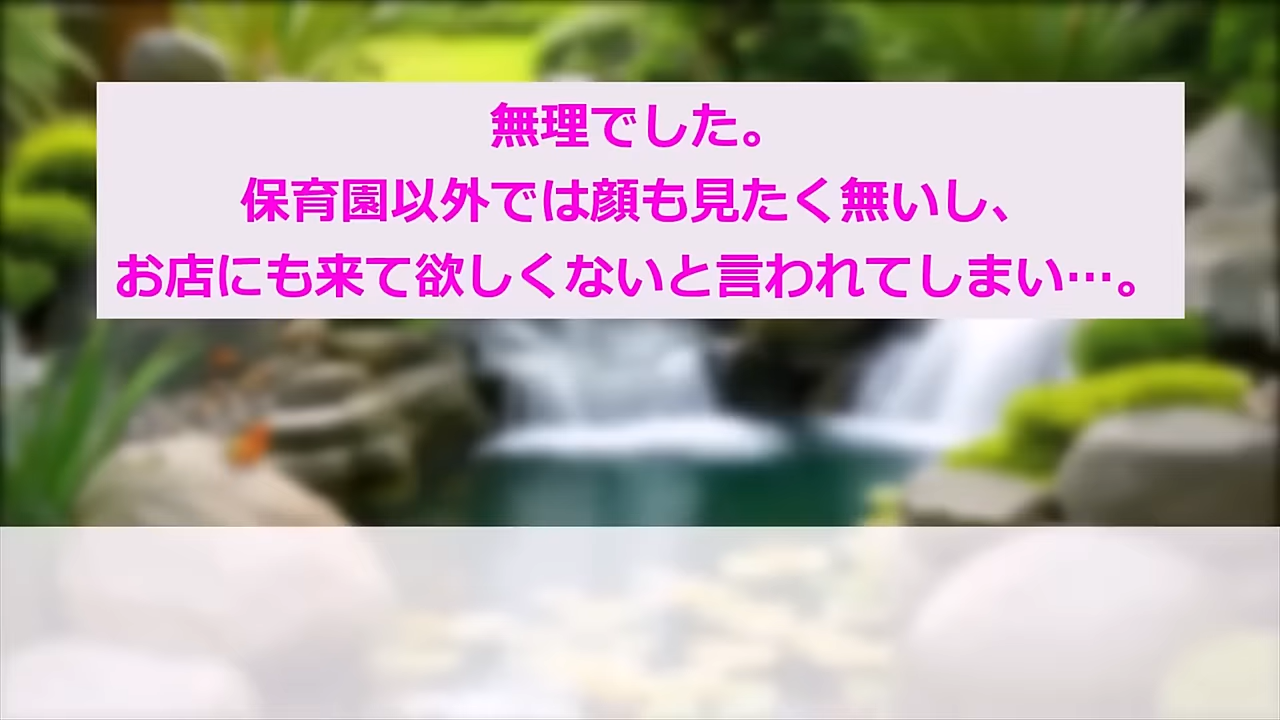 無理でした。
保育園以外では顔も見たく無いし、
お店にも来て欲しくないと言われてしまい…。